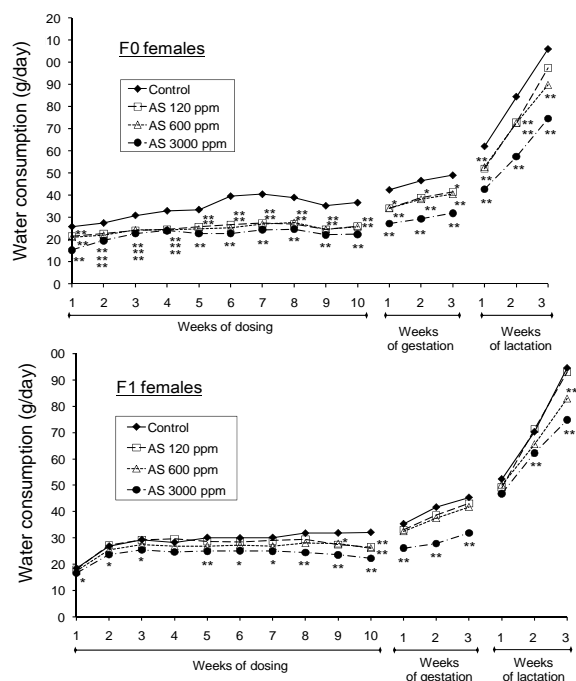 F0 females
Water consumption (g/day)
20
10
00
90
80
70
60
50
40
30
20
10
0
Control
AS 120 ppm
AS 600 ppm
AS 3000 ppm
** ** ** ** ** ** ** ** ** **
** ** ** ** ** ** ** ** ** **
** ** ** ** ** ** ** ** ** **
* * *
** ** **
** ** **
** ** **
** ** **
** ** **
1 2 3 4 5 6 7 8 9 10 1 2 3 1 2 3
Weeks of dosing
Weeks
of gestation
Weeks
of lactation
F1 females
Water consumption (g/day)
00
90
80
70
60
50
40
30
20
10
0
Control
AS 120 ppm
AS 600 ppm
AS 3000 ppm
* **
**
* * * ** * * ** ** **
** ** **
**
** **
1 2 3 4 5 6 7 8 9 10 1 2 3 1 2 3
Weeks of dosing
Weeks
of gestation
Weeks
of lactation